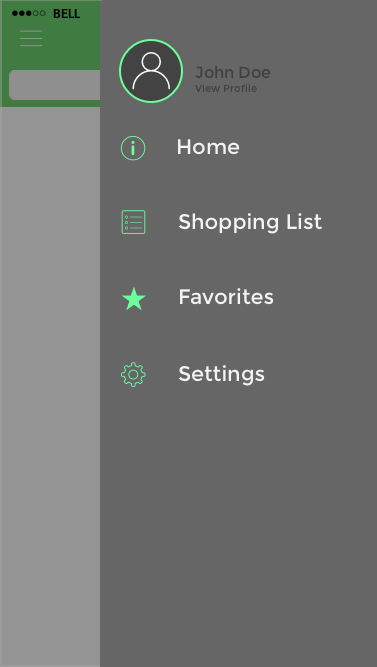 BELL
John Doe
View Profile
Home
Shopping List
Favorites
Settings